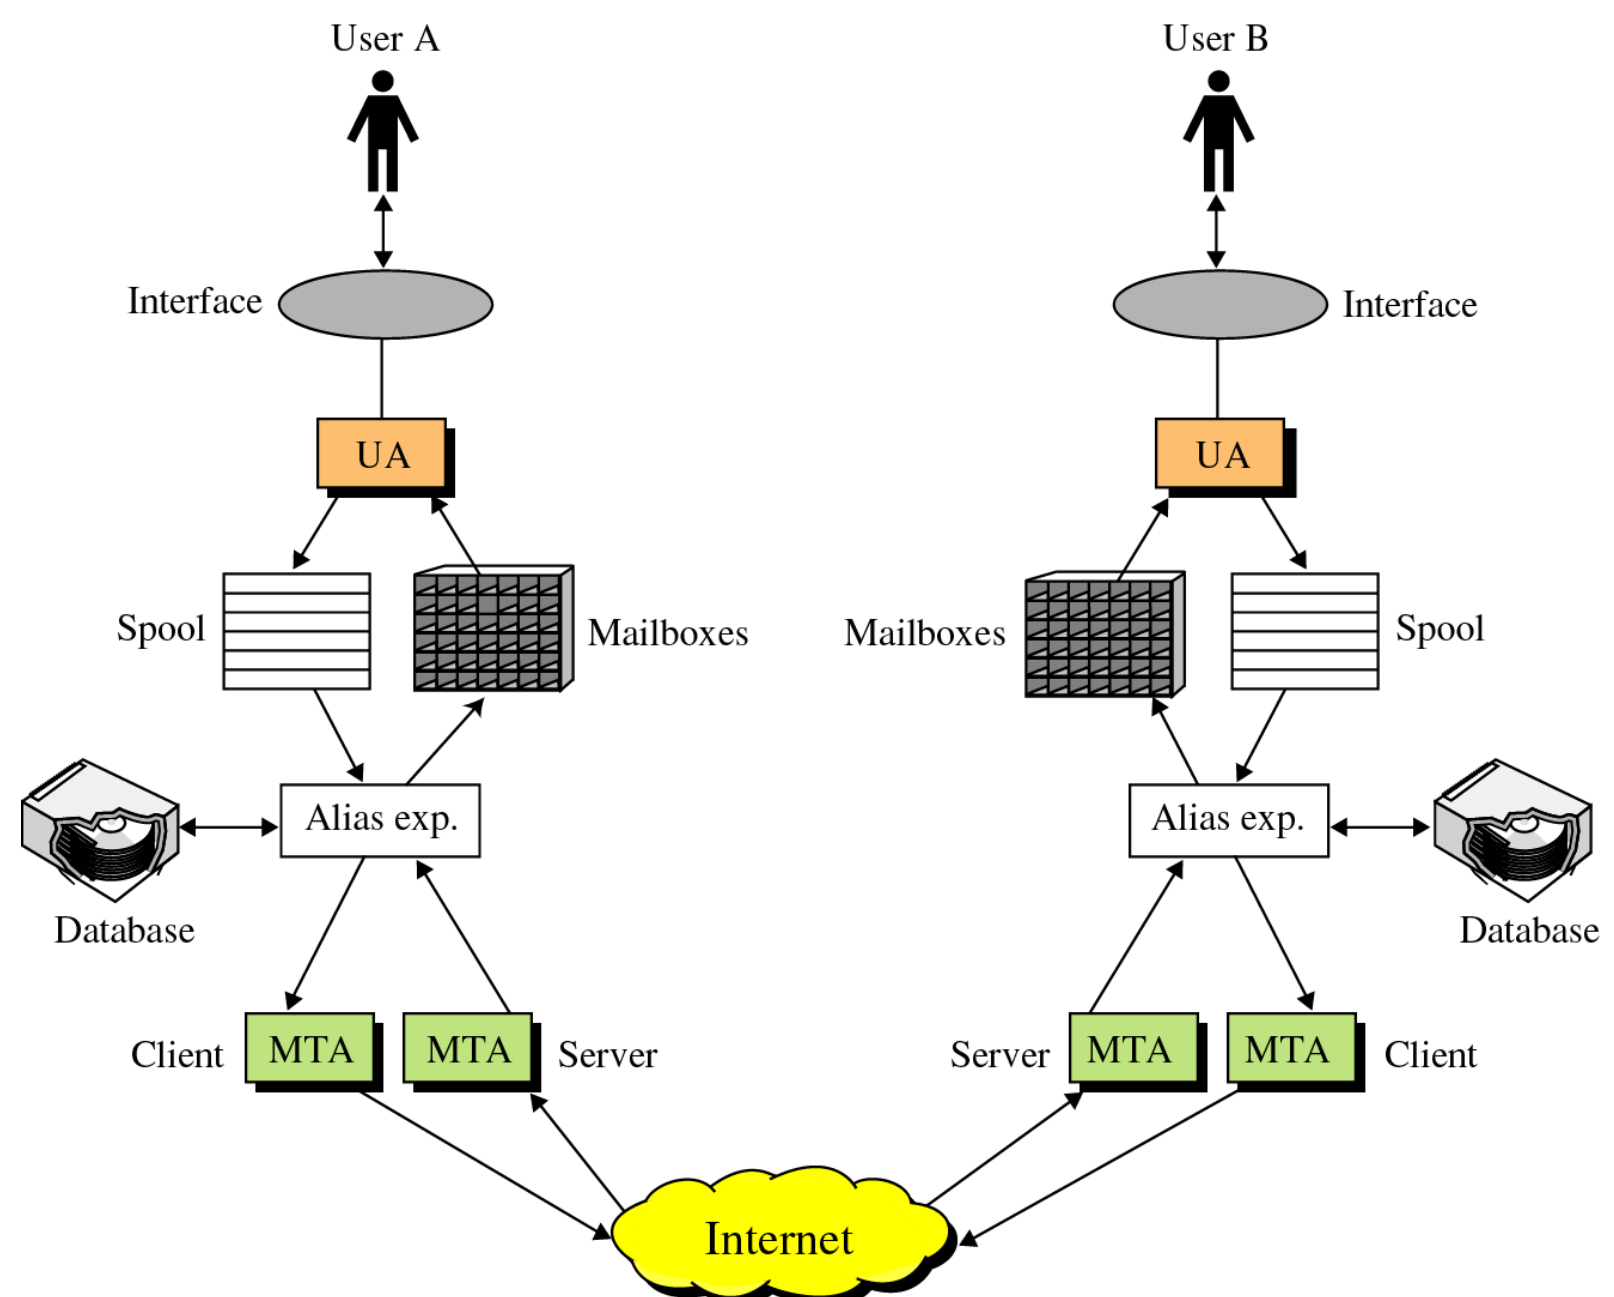 User A
User B
Interface
Interface
UA
UA
Spool
Mailboxes
Mailboxes
Spool
Alias exp.
Alias exp.
Database
Database
Client
MTA
MTA
Server
Server
MTA
MTA
Client
Internet